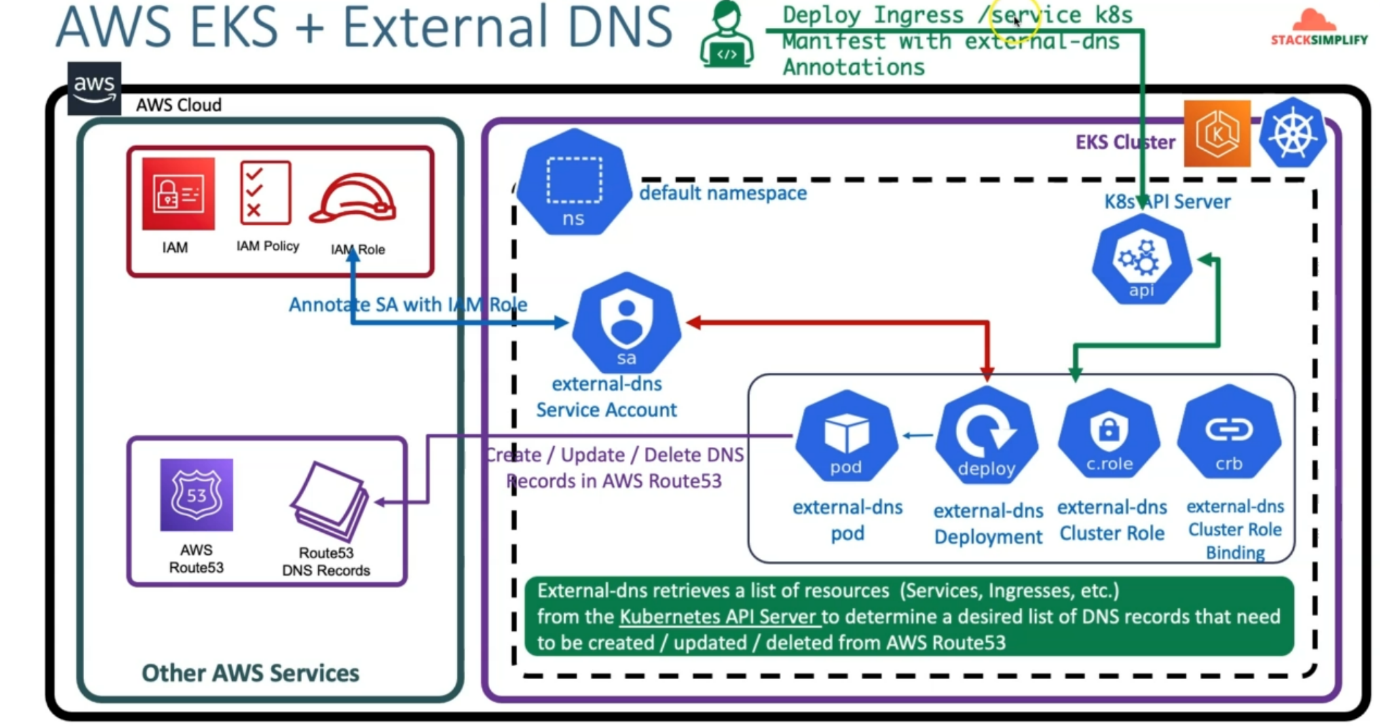 AWS EKS + External DNS
Deploy Ingress /service k8s
Manifest with external-dns
Annotations
STACKSIMPLIFY
aws
AWS Cloud
EKS Cluster
K
ns
default namespace
K8s API Server
api
IAM
IAM Policy
IAM Role
Annotate SA with IAM Role
sa
external-dns
Service Account
Create / Update / Delete DNS
Records in AWS Route53
pod
external-dns
pod
deploy
external-dns
Deployment
c.role
external-dns
Cluster Role
crb
external-dns
Cluster Role
Binding
53
AWS
Route53
Route53
DNS Records
External-dns retrieves a list of resources (Services, Ingresses, etc.)
from the Kubernetes API Server to determine a desired list of DNS records that need
to be created / updated / deleted from AWS Route53
Other AWS Services